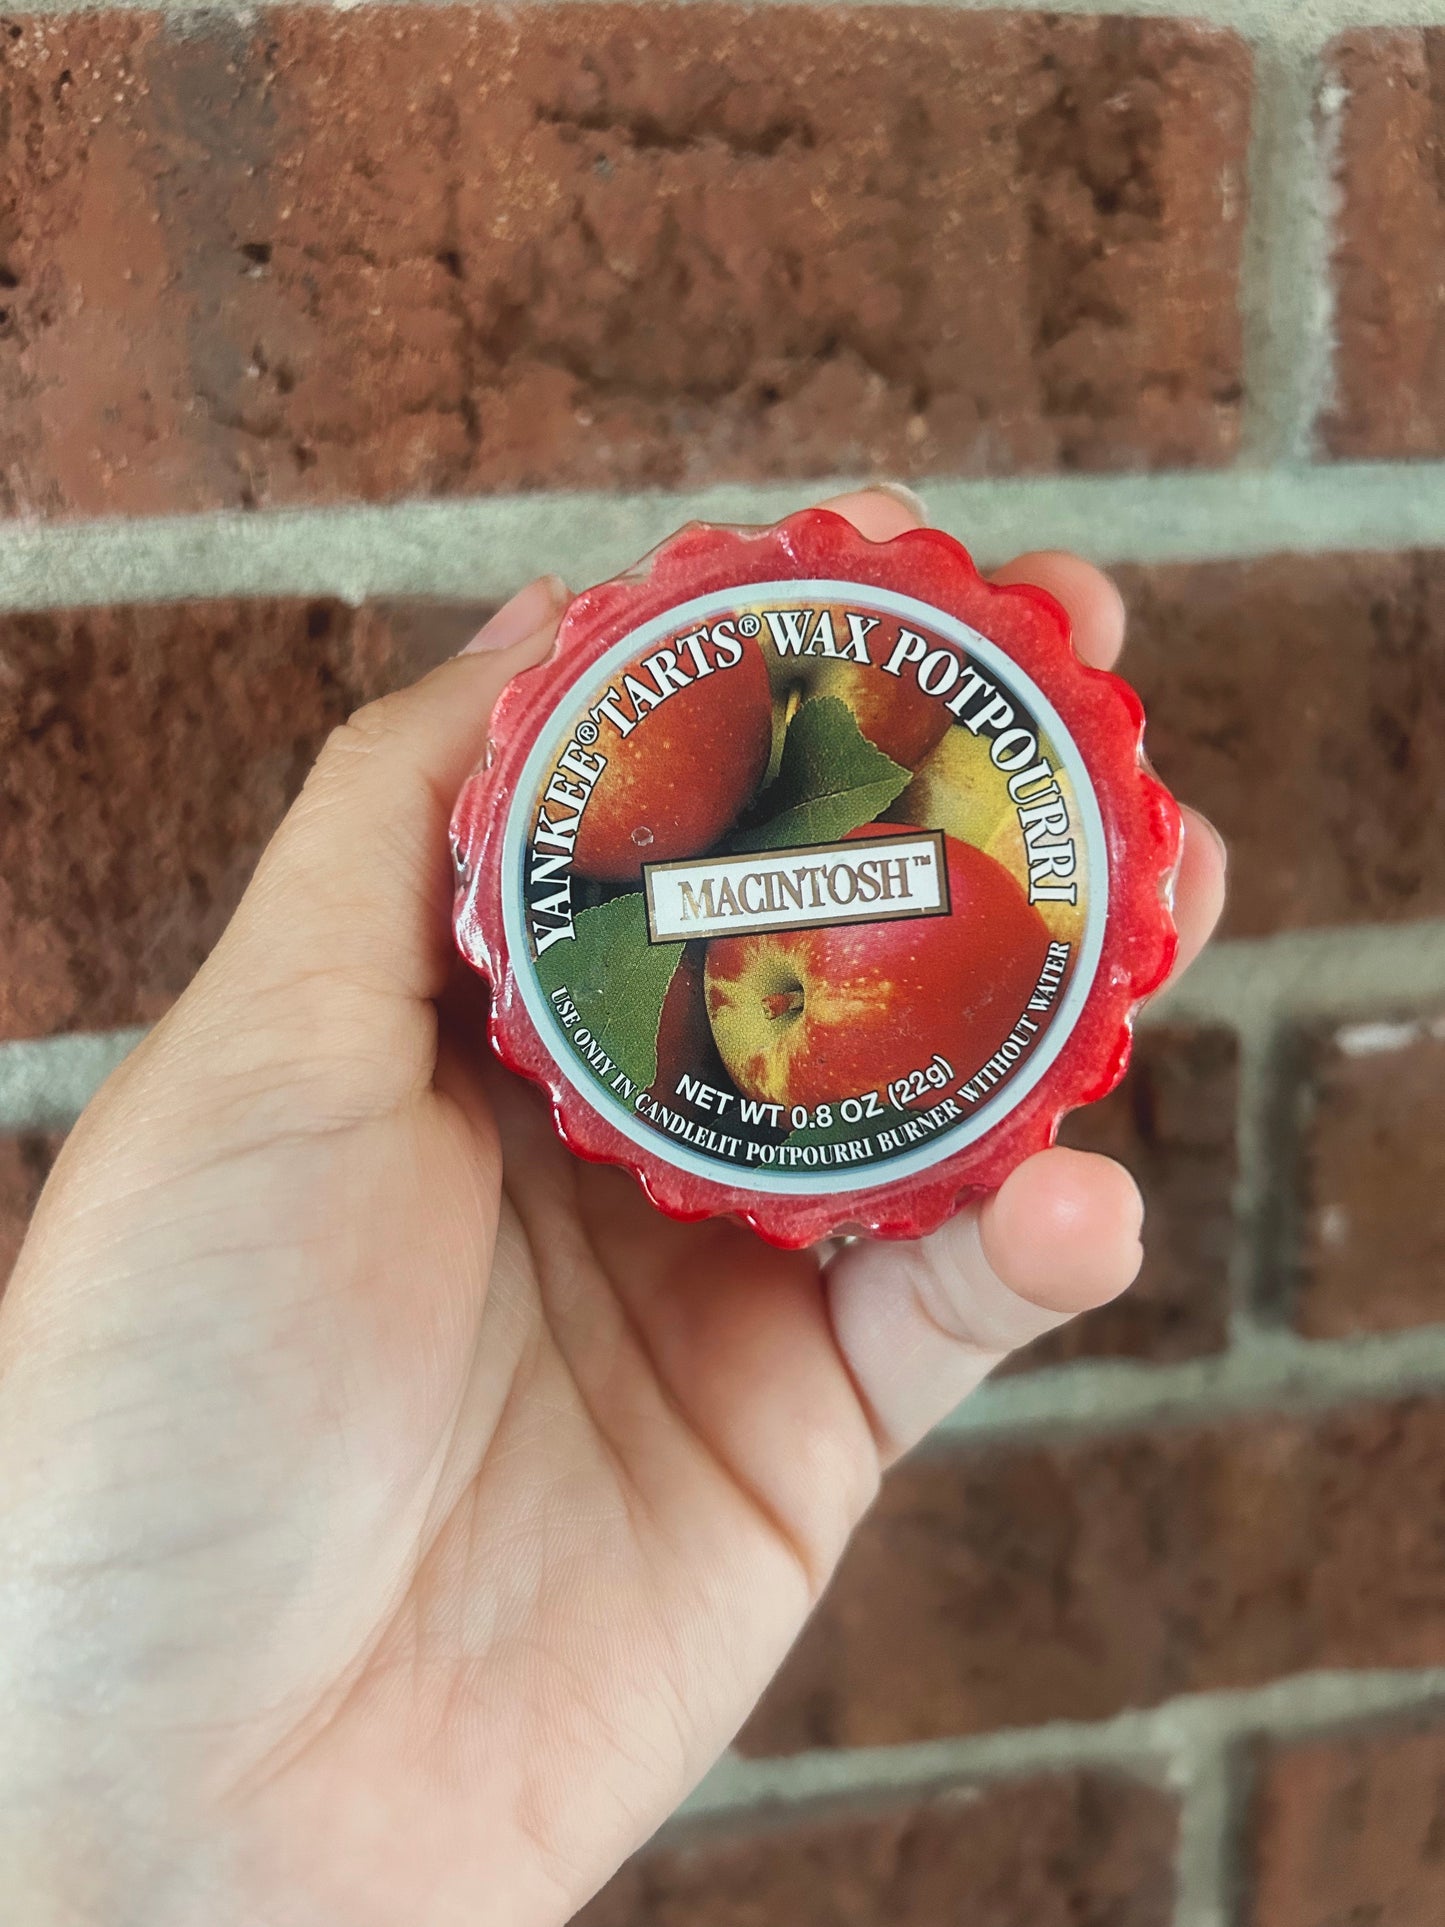 YANKEE® TARTS® WAX POTPOURRI
MACINTOSH™
NET WT 0.8 OZ (22g)
USE ONLY IN CANDLELIT POTPOURRI BURNER WITHOUT WATER